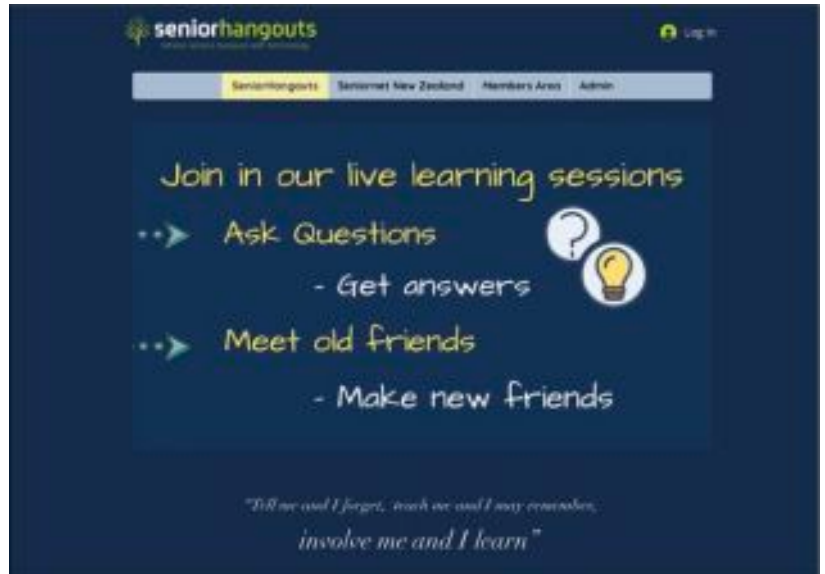 seniorhangouts
Log In
SeniorHangouts Seniornet New Zealand Members Area Admin
Join in our live learning sessions
Ask Questions
- Get answers
Meet old friends
- Make new friends
"Tell me and I forget, teach me and I may remember,
involve me and I learn"